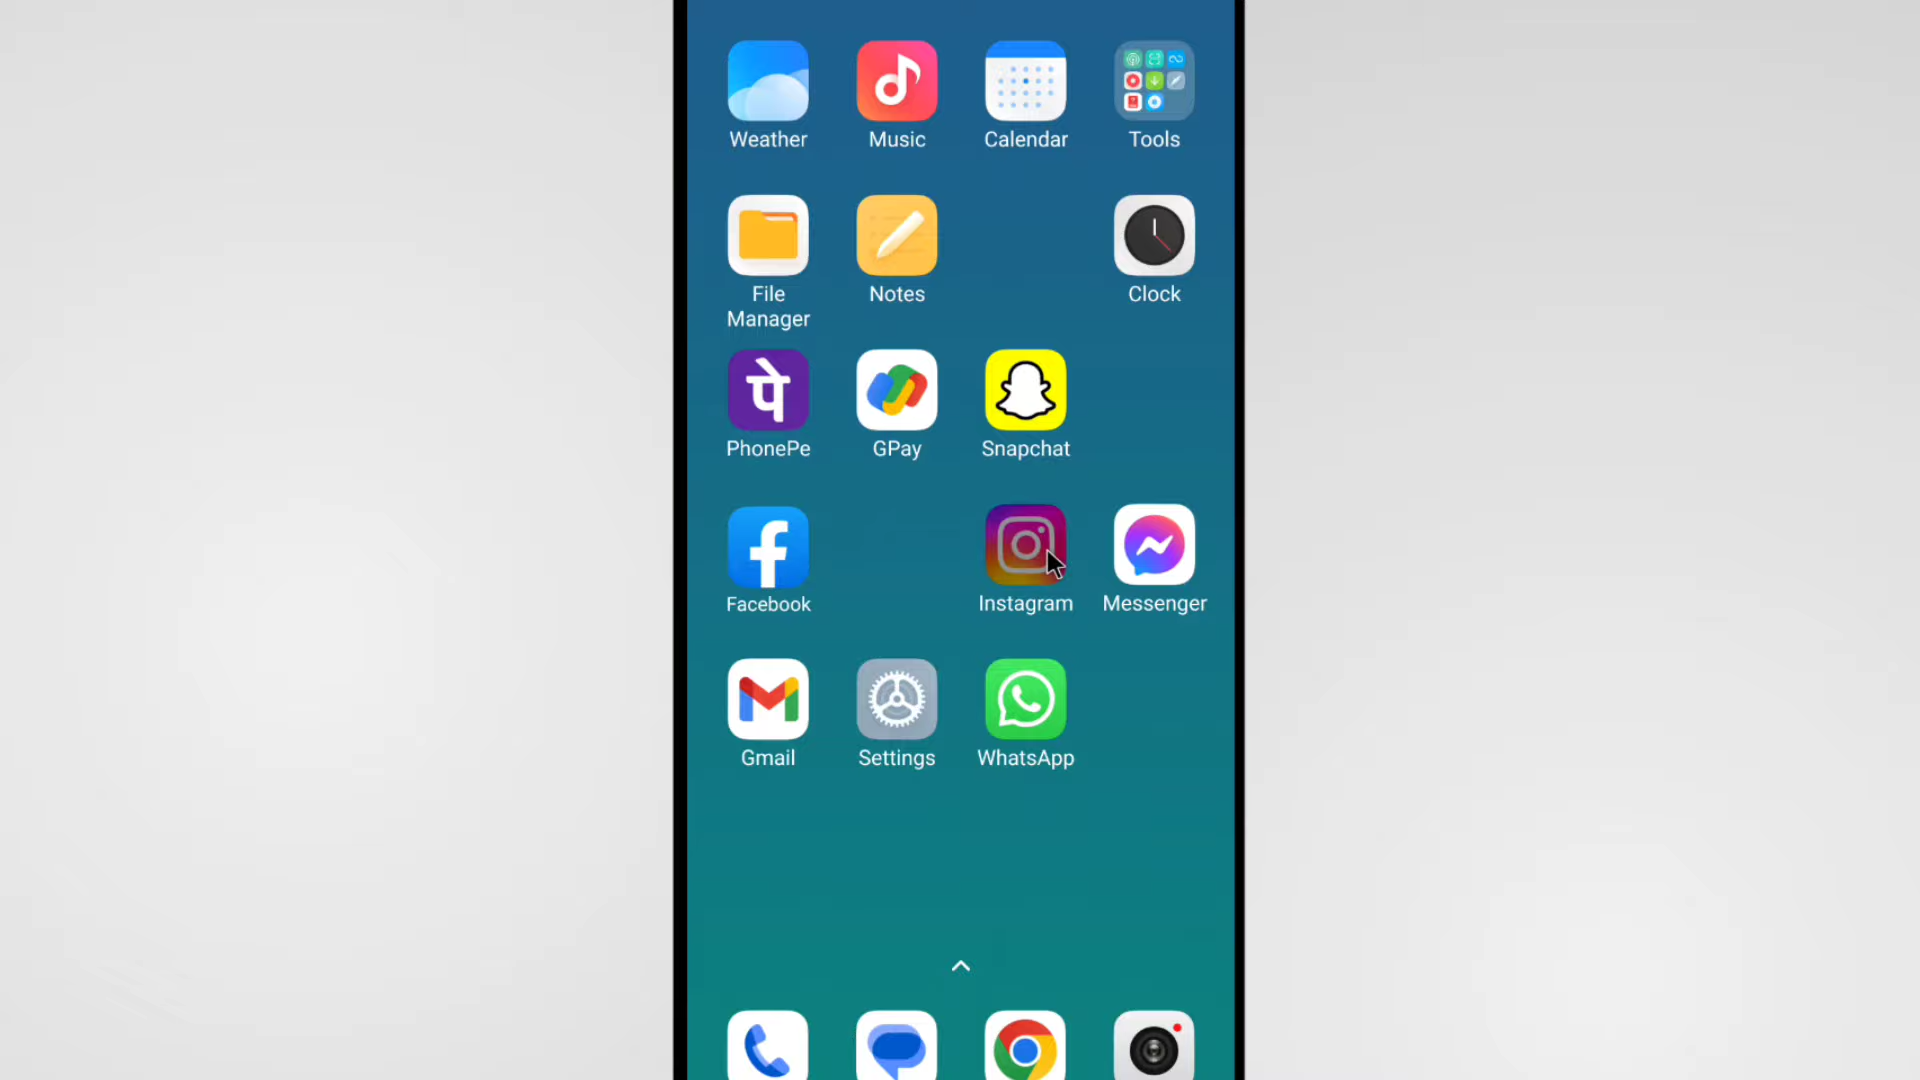 Weather Music Calendar Tools
File Notes Clock
Manager
पे
PhonePe GPay Snapchat
Facebook Instagram Messenger
Gmail Settings WhatsApp